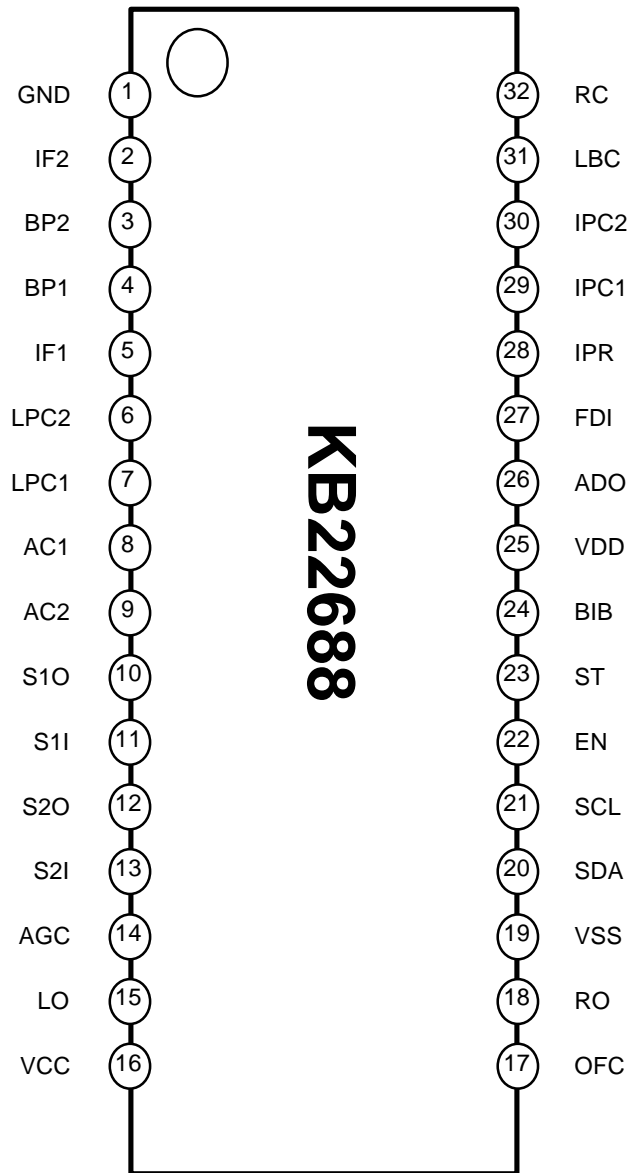 GND 1 32 RC
IF2 2 31 LBC
BP2 3 30 IPC2
BP1 4 29 IPC1
IF1 5 28 IPR
LPC2 6 27 FDI
LPC1 7 26 ADO
AC1 8 25 VDD
AC2 9 24 BIB
S1O 10 23 ST
S1I 11 22 EN
S2O 12 21 SCL
S2I 13 20 SDA
AGC 14 19 VSS
LO 15 18 RO
VCC 16 17 OFC
KB22688